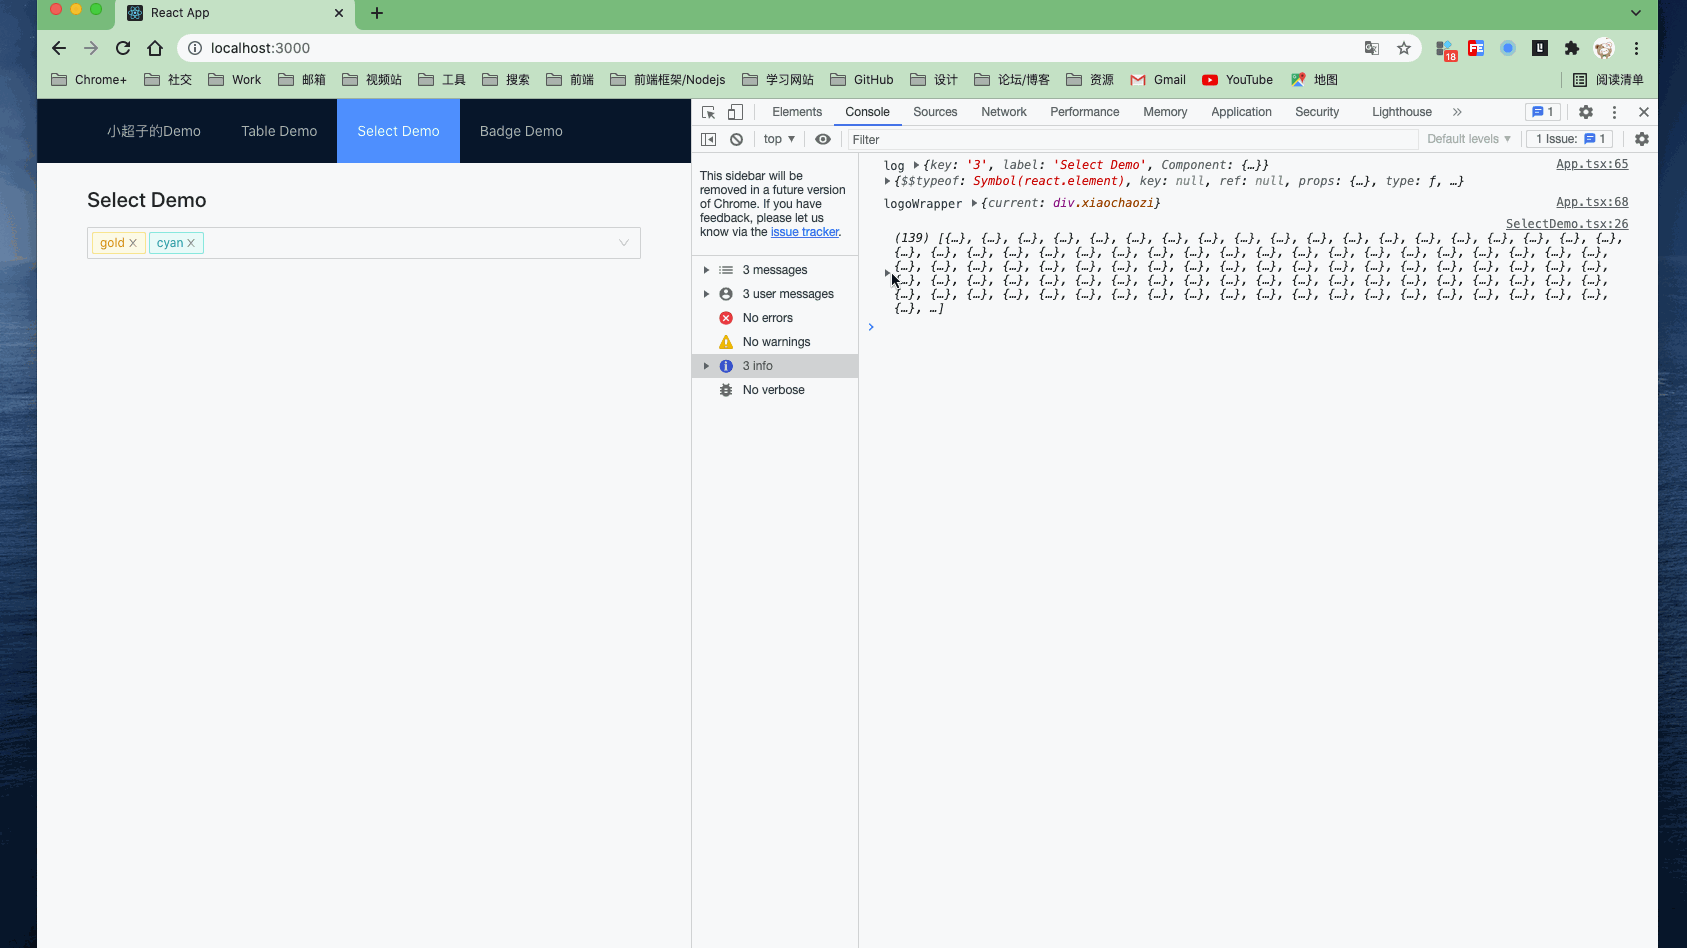 React App
localhost:3000
18
Chrome+ 社交 Work 邮箱 视频站 工具 搜索 前端 前端框架/Nodejs 学习网站 GitHub 设计 论坛/博客 资源 Gmail YouTube 地图 阅读清单
小超子的Demo Table Demo Select Demo Badge Demo
Select Demo
gold cyan
Elements Console Sources Network Performance Memory Application Security Lighthouse » 1
top Filter Default levels 1 Issue: 1
This sidebar will be
removed in a future version
of Chrome. If you have
feedback, please let us
know via the issue tracker.
3 messages
3 user messages
No errors
No warnings
3 info
No verbose
log {key: '3', label: 'Select Demo', Component: {…}} App.tsx:65
{$$typeof: Symbol(react.element), key: null, ref: null, props: {…}, type: ƒ, …}
logoWrapper {current: div.xiaochaozi} App.tsx:68
SelectDemo.tsx:26
(139) [{…}, {…}, {…}, {…}, {…}, {…}, {…}, {…}, {…}, {…}, {…}, {…}, {…}, {…}, {…}, {…}, {…}, {…}, {…},
{…}, {…}, {…}, {…}, {…}, {…}, {…}, {…}, {…}, {…}, {…}, {…}, {…}, {…}, {…}, {…}, {…}, {…}, {…}, {…},
{…}, {…}, {…}, {…}, {…}, {…}, {…}, {…}, {…}, {…}, {…}, {…}, {…}, {…}, {…}, {…}, {…}, {…}, {…}, {…},
{…}, {…}, {…}, {…}, {…}, {…}, {…}, {…}, {…}, {…}, {…}, {…}, {…}, {…}, {…}, {…}, {…}, {…}, {…}, {…},
{…}, {…}, {…}, {…}, {…}, {…}, {…}, {…}, {…}, {…}, {…}, {…}, {…}, {…}, {…}, {…}, {…}, {…}, {…}, {…},
{…}, …]